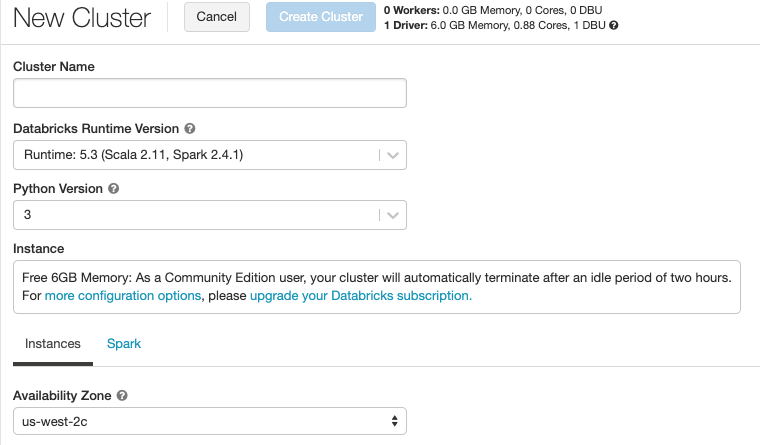 New Cluster
Cancel
Create Cluster
0 Workers: 0.0 GB Memory, 0 Cores, 0 DBU
1 Driver: 6.0 GB Memory, 0.88 Cores, 1 DBU ?
Cluster Name
Databricks Runtime Version ?
Runtime: 5.3 (Scala 2.11, Spark 2.4.1)
Python Version ?
3
Instance
Free 6GB Memory: As a Community Edition user, your cluster will automatically terminate after an idle period of two hours.
For more configuration options, please upgrade your Databricks subscription.
Instances
Spark
Availability Zone ?
us-west-2c